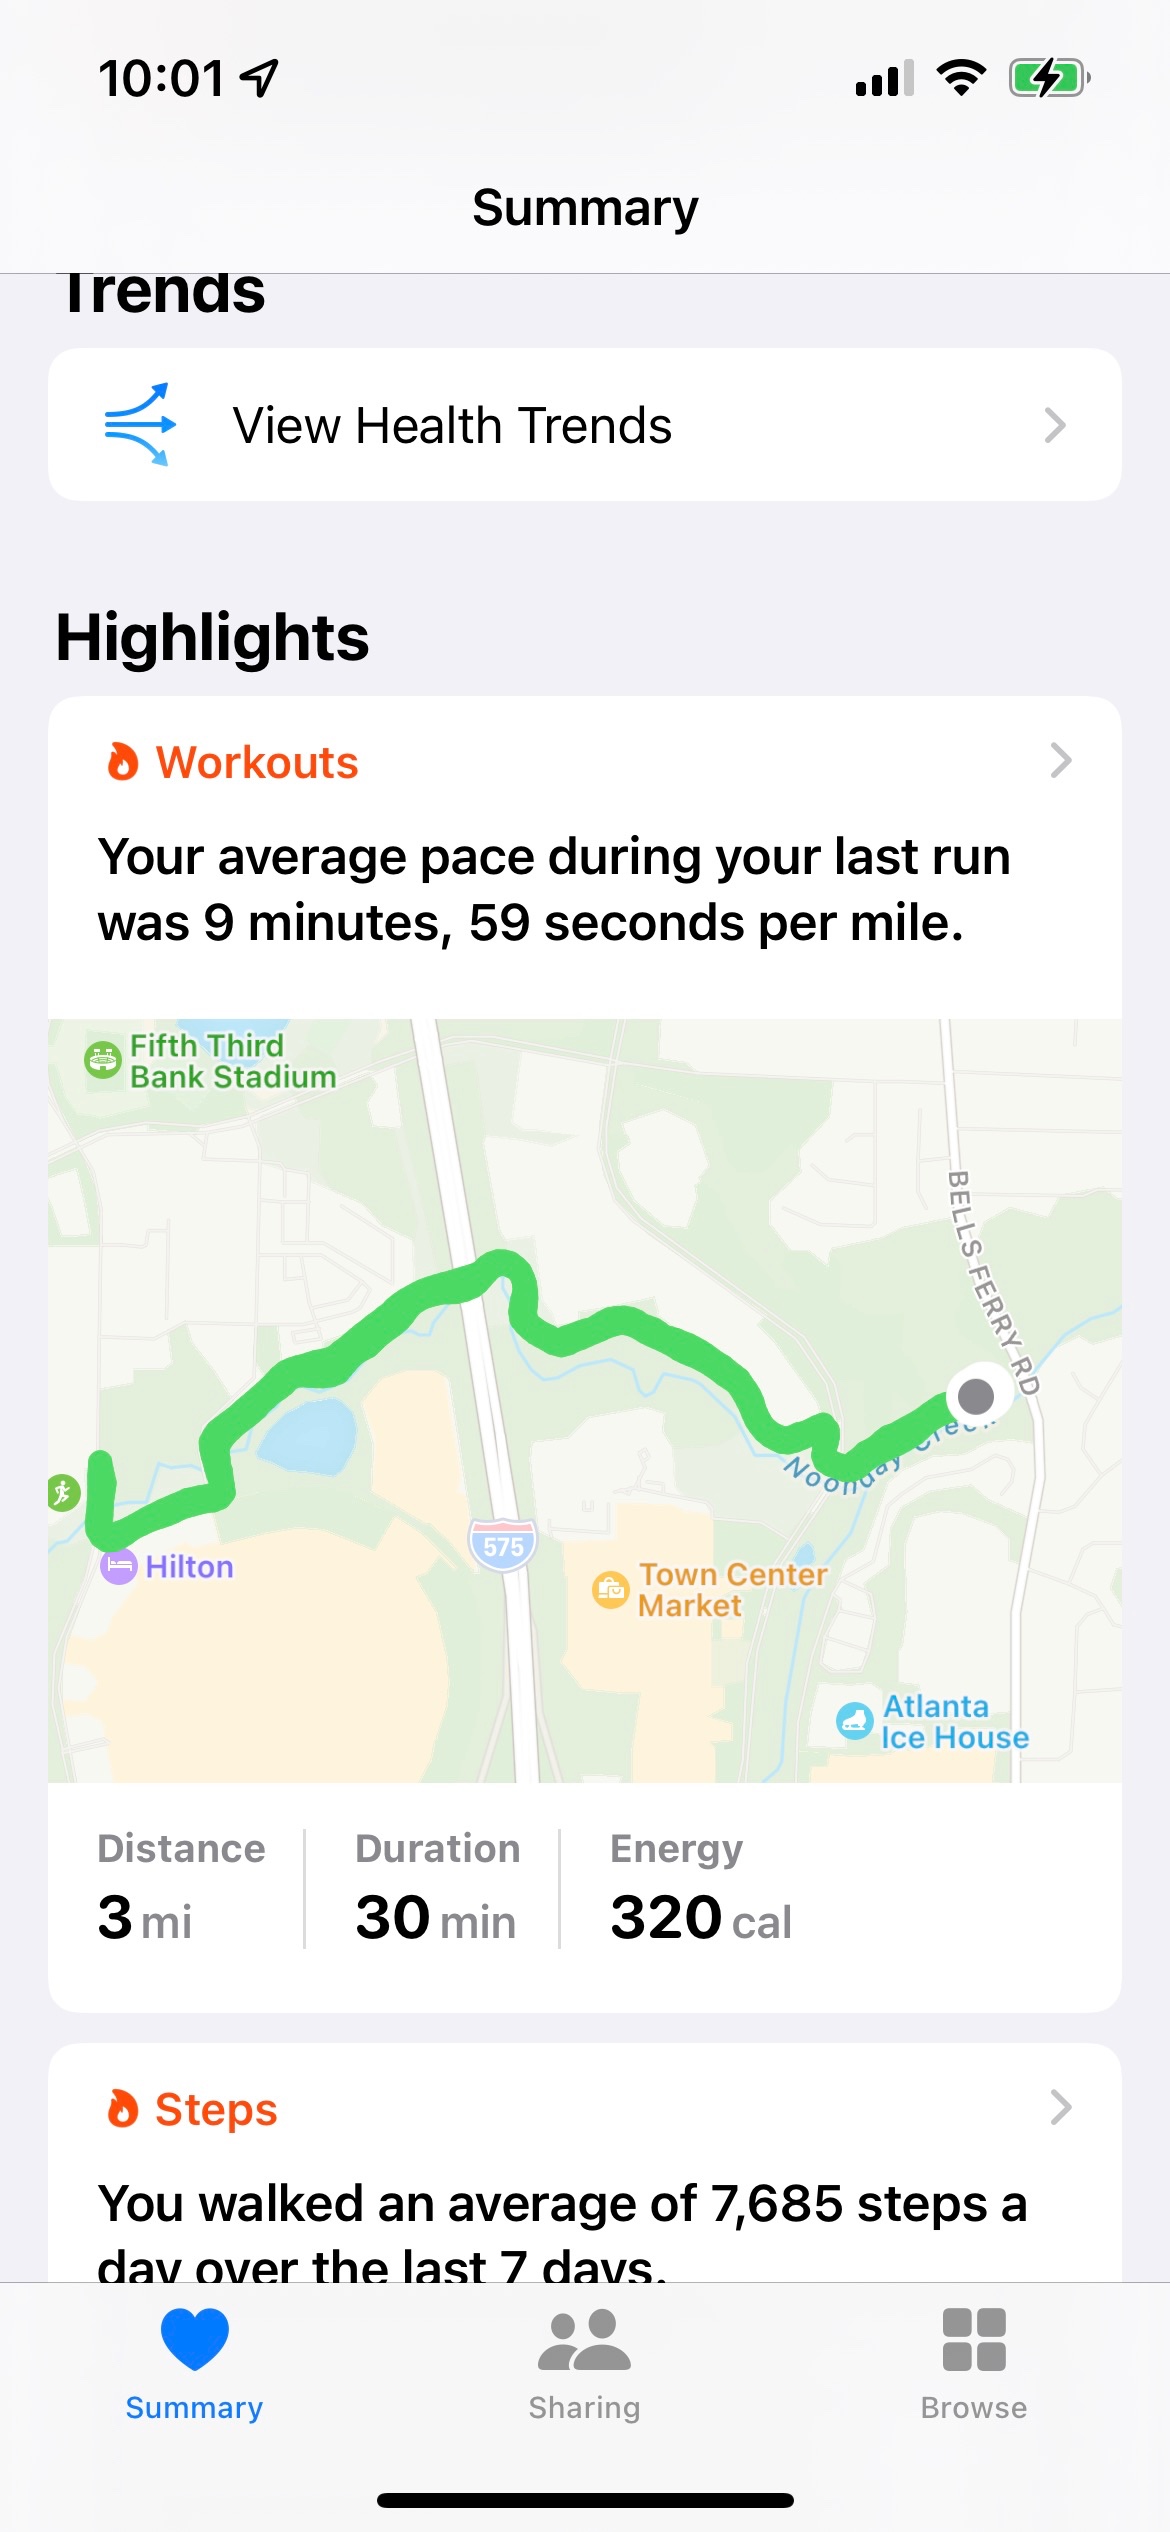 10:01
Summary
Trends
View Health Trends
Highlights
Workouts
Your average pace during your last run
was 9 minutes, 59 seconds per mile.
Fifth Third
Bank Stadium
BELLS FERRY RD
Noonday Creek
575
Hilton
Town Center
Market
Atlanta
Ice House
Distance
Duration
Energy
3 mi
30 min
320 cal
Steps
You walked an average of 7,685 steps a
day over the last 7 days.
Summary
Sharing
Browse